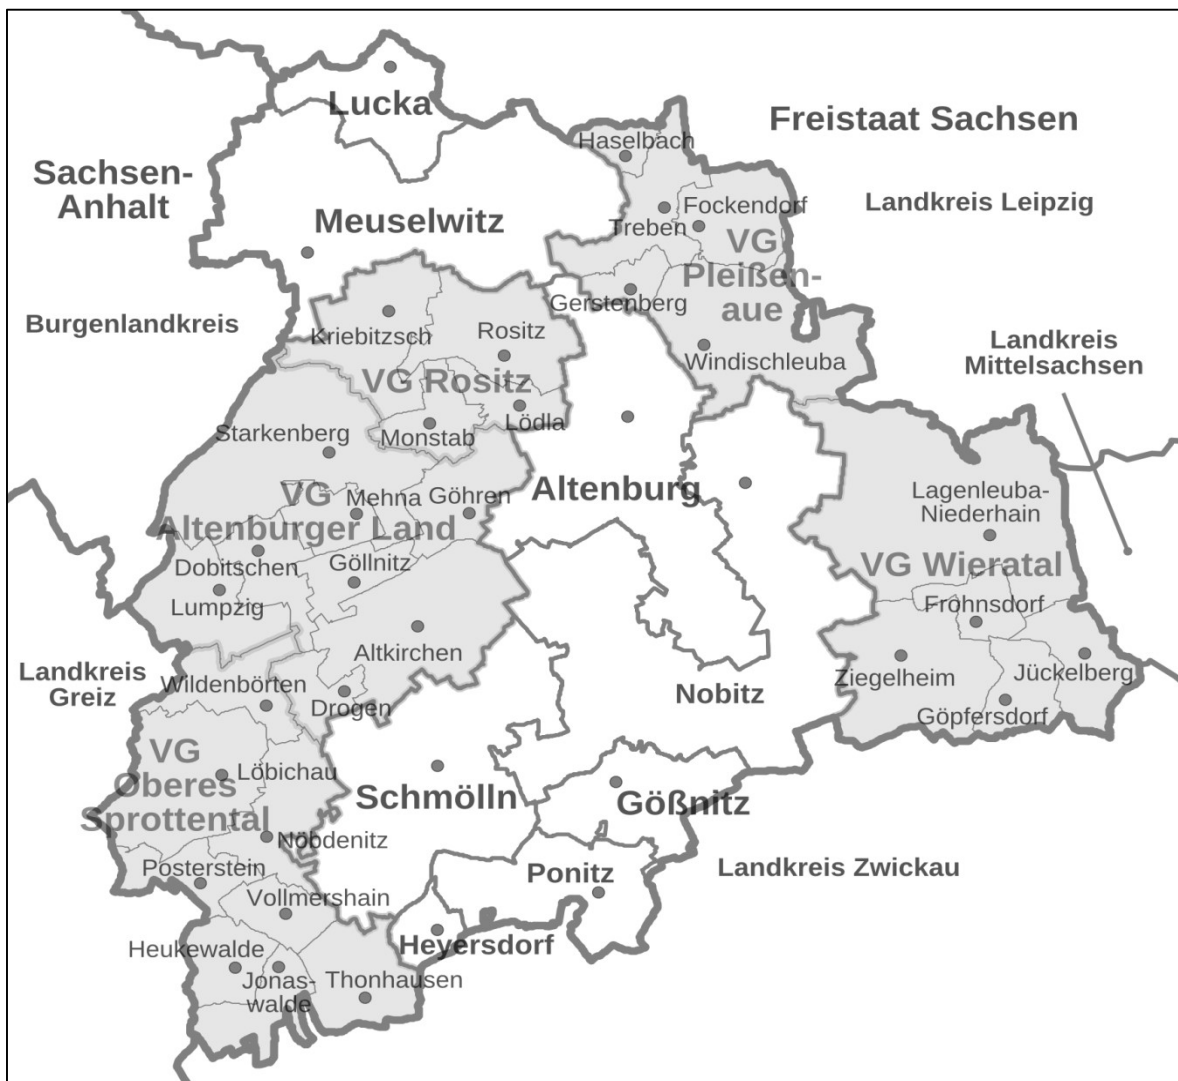 Lucka
Freistaat Sachsen
Haselbach
Sachsen-
Anhalt
Landkreis Leipzig
Meuselwitz
Fockendorf
Treben
VG
Pleißen-
aue
Gerstenberg
Burgenlandkreis
Kriebitzsch
Rositz
Windischleuba
Landkreis
Mittelsachsen
VG Rositz
Lödla
Monstab
Starkenberg
Altenburg
VG
Altenburger Land
Mehna
Göhren
Lagenleuba-
Niederhain
VG Wieratal
Dobitschen
Göllnitz
Lumpzig
Frohnsdorf
Altkirchen
Landkreis
Greiz
Wildenbörten
Drogen
Nobitz
Ziegelheim
Jückelberg
Göpfersdorf
VG
Oberes
Sprottental
Löbichau
Schmölln
Gößnitz
Nöbdenitz
Posterstein
Ponitz
Landkreis Zwickau
Vollmershain
Heukewalde
Heyersdorf
Jonas-
walde
Thonhausen